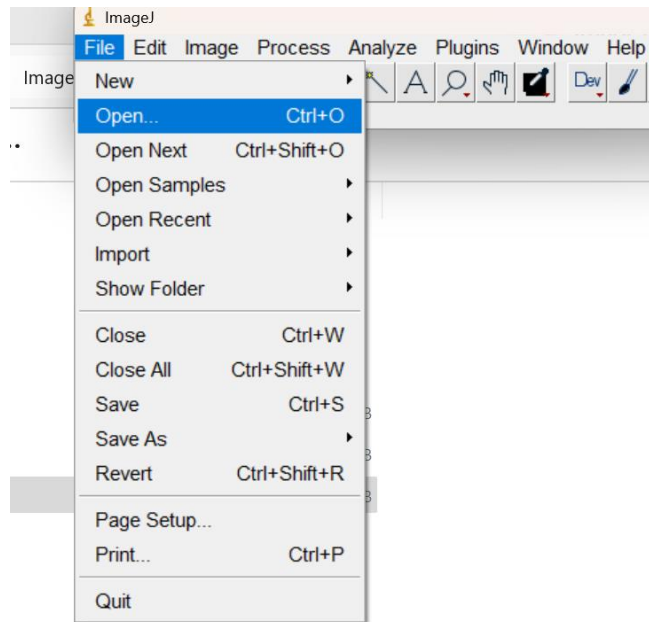 ImageJ
File Edit Image Process Analyze Plugins Window Help
Image
A Dev
New
Open... Ctrl+O
Open Next Ctrl+Shift+O
Open Samples
Open Recent
Import
Show Folder
Close Ctrl+W
Close All Ctrl+Shift+W
Save Ctrl+S
Save As
Revert Ctrl+Shift+R
Page Setup...
Print... Ctrl+P
Quit